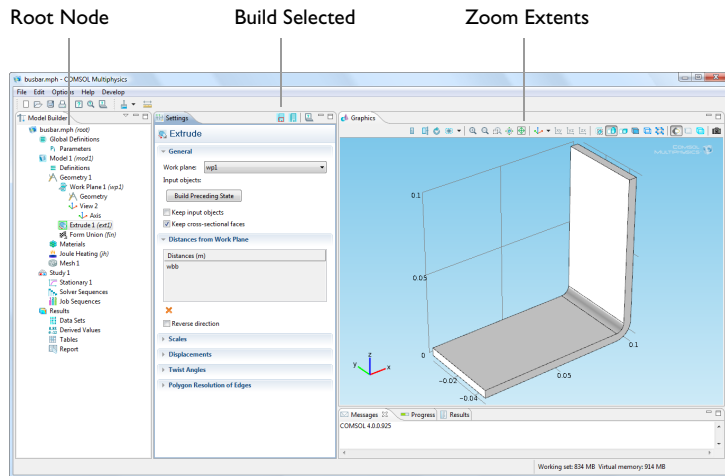 Root Node
Build Selected
Zoom Extents
busbar.mph - COMSOL Multiphysics
File Edit Options Help Develop
Model Builder
busbar.mph (root)
Global Definitions
Parameters
Model 1 (mod1)
Definitions
Geometry 1
Work Plane 1 (wp1)
Geometry
View 2
Axis
Extrude 1 (ext1)
Form Union (fin)
Materials
Joule Heating (jh)
Mesh 1
Study 1
Stationary 1
Solver Sequences
Job Sequences
Results
Data Sets
Derived Values
Tables
Report
Settings
Extrude
General
Work plane: wp1
Input objects:
Build Preceding State
Keep input objects
Keep cross-sectional faces
Distances from Work Plane
Distances (m)
wbb
Reverse direction
Scales
Displacements
Twist Angles
Polygon Resolution of Edges
Graphics
COMSOL
MULTIPHYSICS
0.1
0.05
0
-0.02
-0.04
0.05
0.1
z
y
x
Messages Progress Results
COMSOL 4.0.0.925
Working set: 834 MB Virtual memory: 914 MB